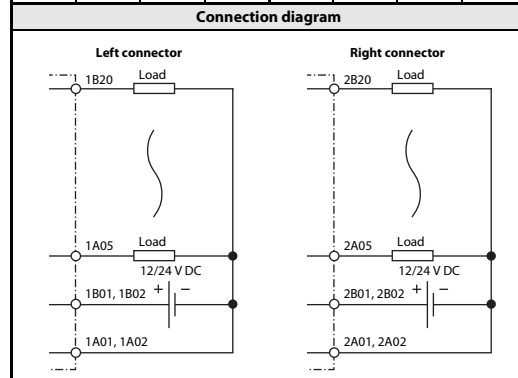 Connection diagram
Left connector
1B20
Load
1A05
Load
12/24 V DC
1B01, 1B02
+
−
1A01, 1A02
Right connector
2B20
Load
2A05
Load
12/24 V DC
2B01, 2B02
+
−
2A01, 2A02